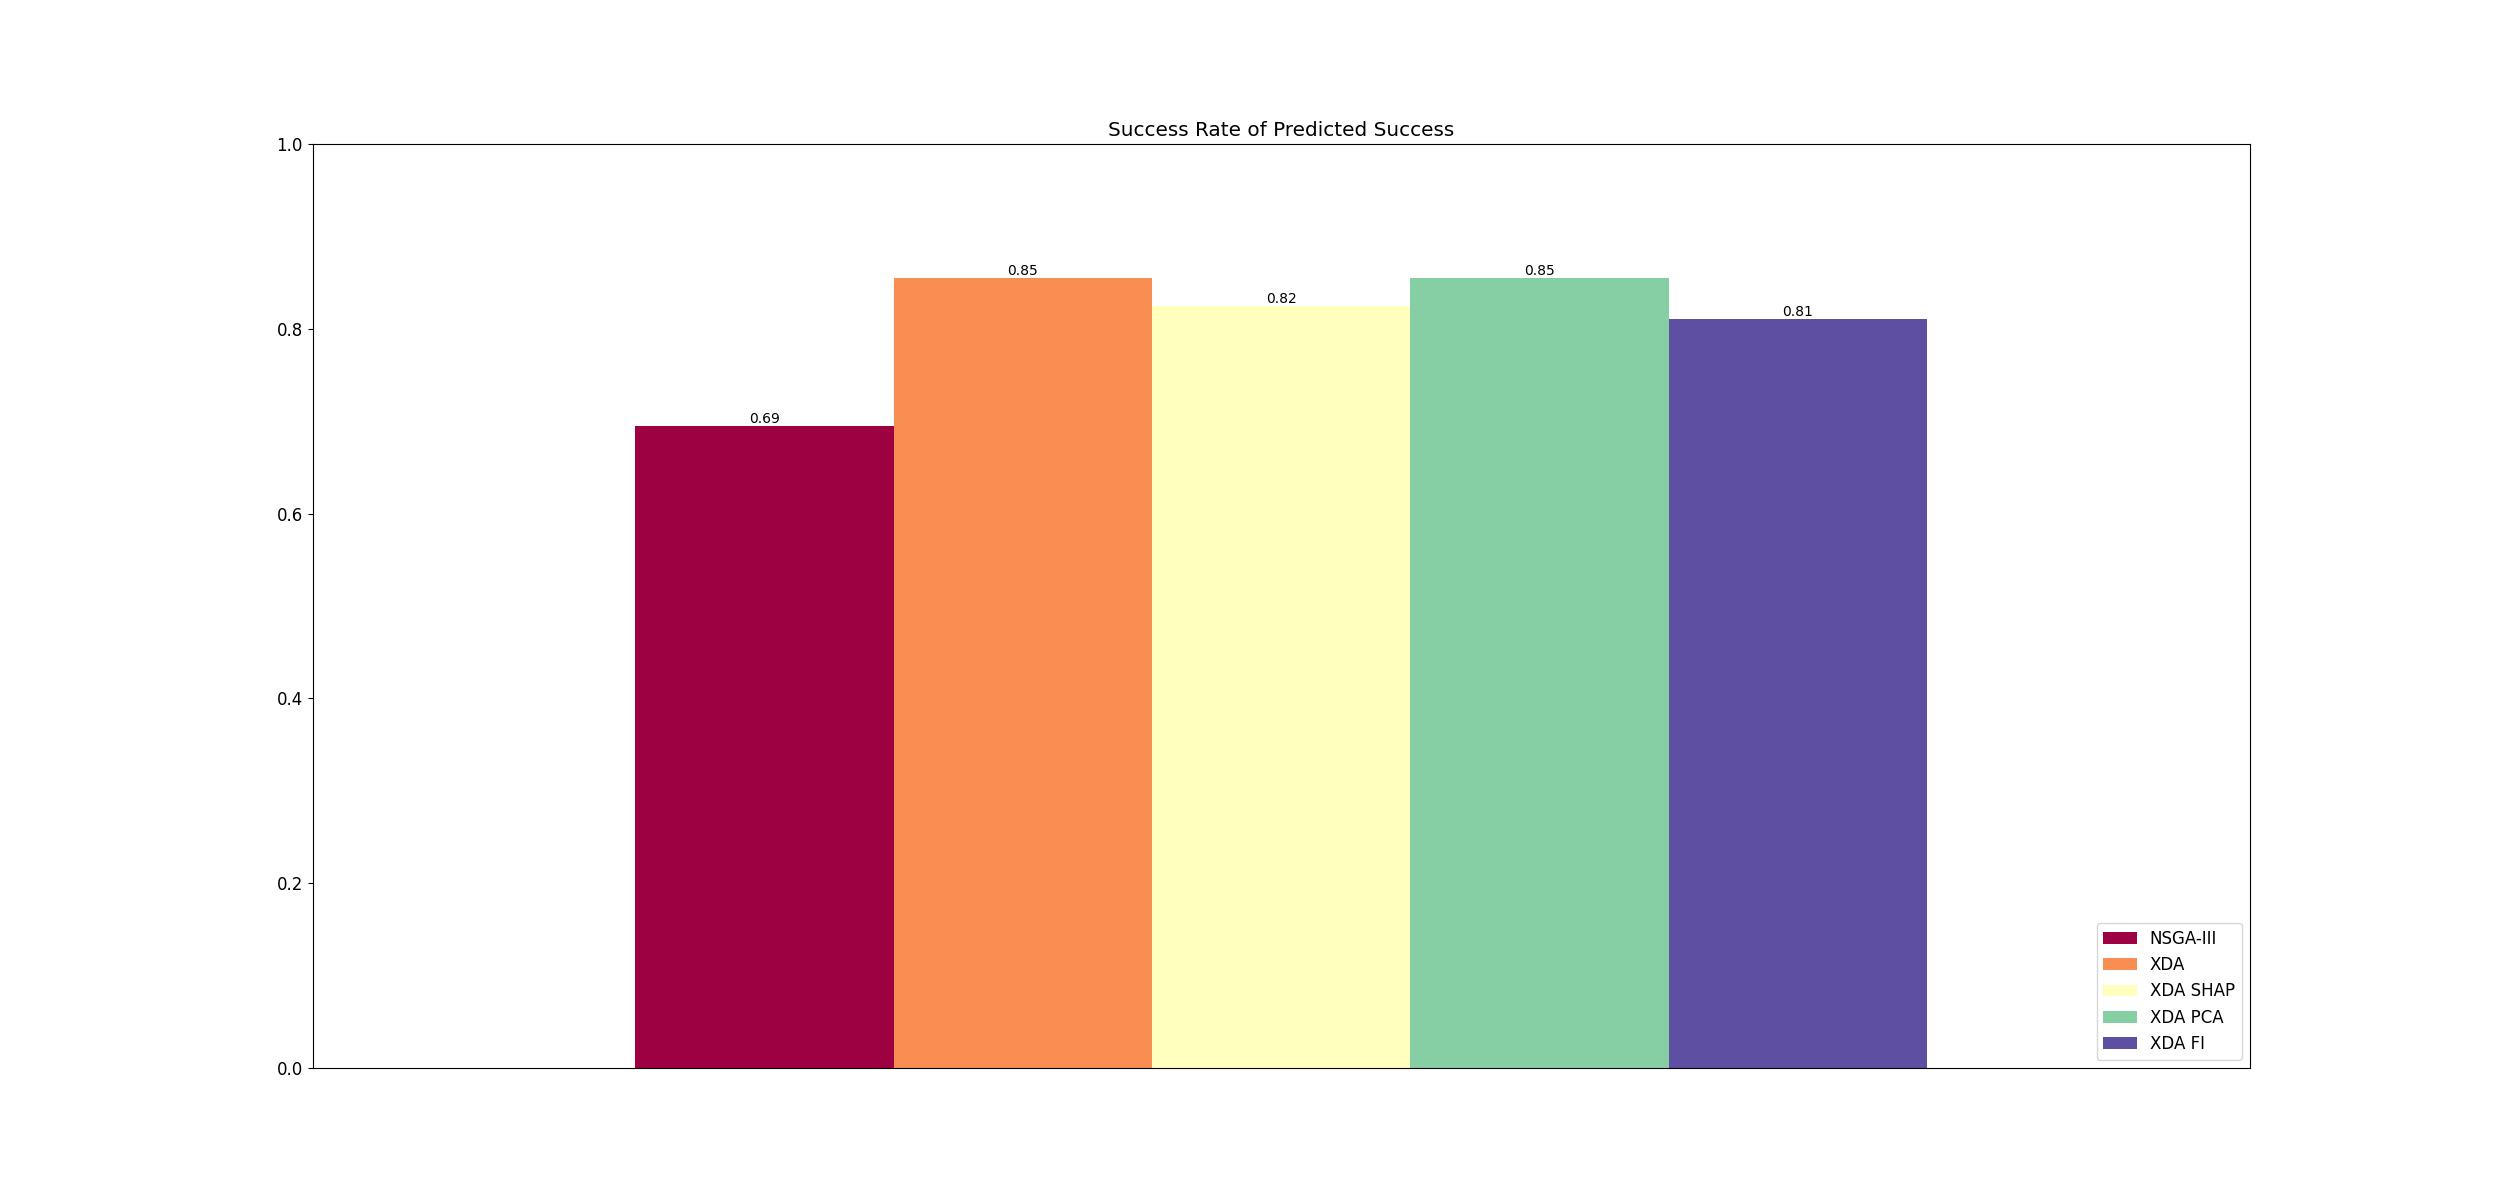 Success Rate of Predicted Success
1.0
0.8
0.6
0.4
0.2
0.0
0.69
0.85
0.82
0.85
0.81
NSGA-III
XDA
XDA SHAP
XDA PCA
XDA FI